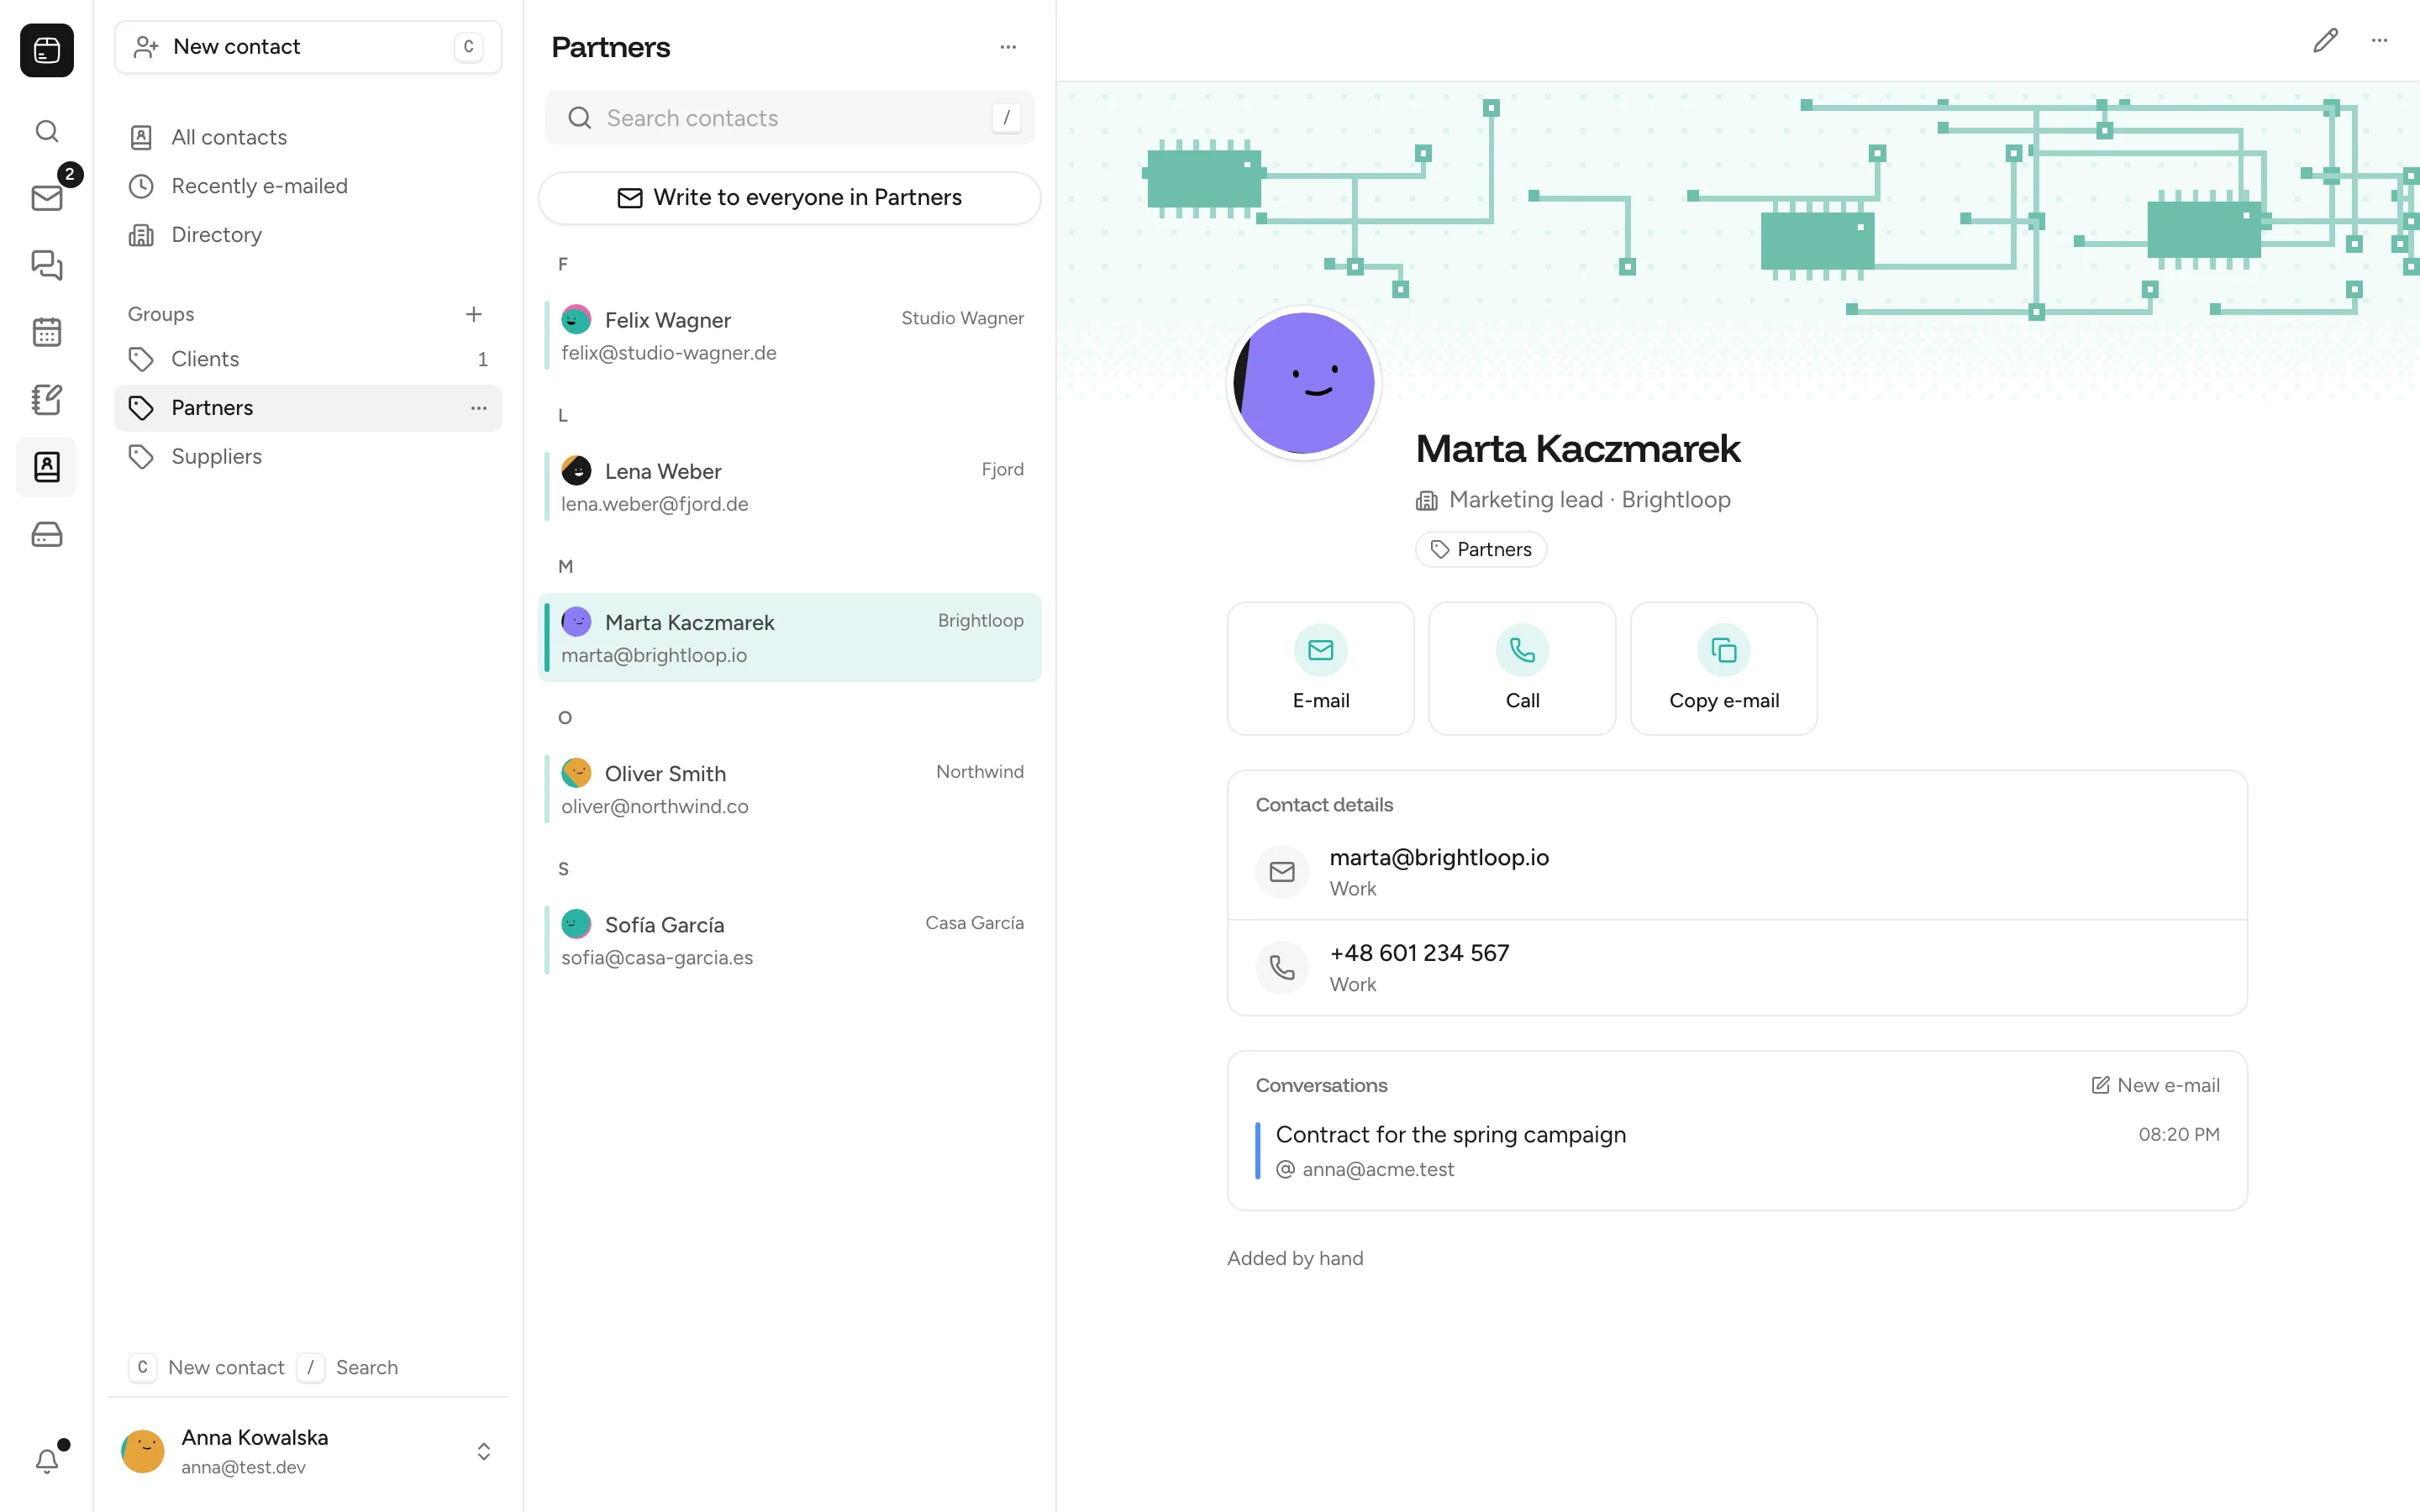 2
New contact C
All contacts
Recently e-mailed
Directory
Groups
Clients 1
Partners
Suppliers
C New contact / Search
Anna Kowalska
anna@test.dev
Partners
Search contacts /
Write to everyone in Partners
F
Felix Wagner Studio Wagner
felix@studio-wagner.de
L
Lena Weber Fjord
lena.weber@fjord.de
M
Marta Kaczmarek Brightloop
marta@brightloop.io
O
Oliver Smith Northwind
oliver@northwind.co
S
Sofía García Casa García
sofia@casa-garcia.es
Marta Kaczmarek
Marketing lead · Brightloop
Partners
E-mail Call Copy e-mail
Contact details
marta@brightloop.io
Work
+48 601 234 567
Work
Conversations New e-mail
Contract for the spring campaign 08:20 PM
@ anna@acme.test
Added by hand